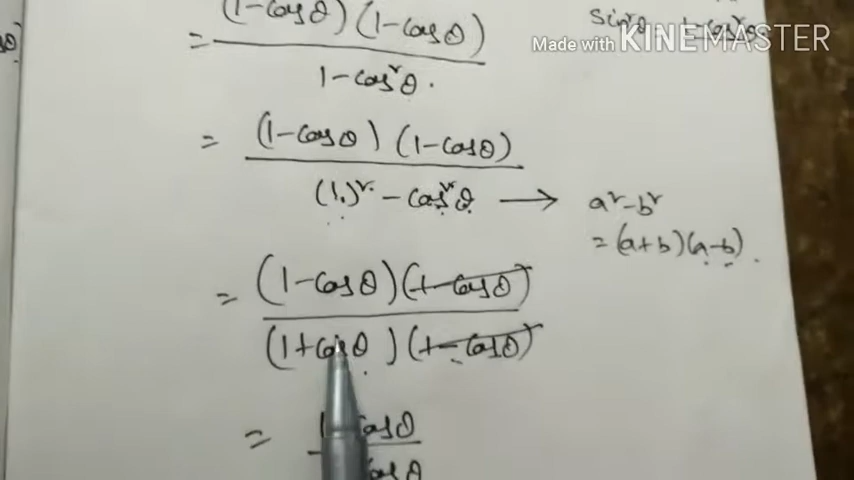 (1-Cosθ)(1-Cosθ)
Made with KINEMASTER
=
1-Cos²θ.
= (1-Cosθ)(1-Cosθ)
(1.)² - Cos²θ → a²-b²
= (a+b)(a-b).
= (1-Cosθ)(1-Cosθ)
(1+Cosθ)(1-Cosθ)
=
Cosθ